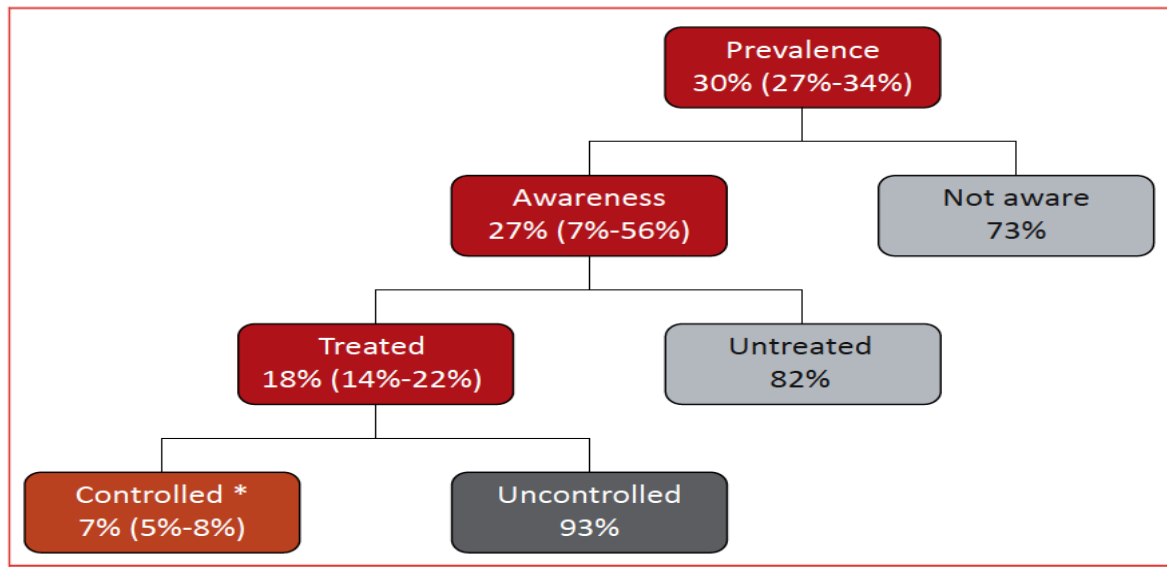 Prevalence
30% (27%-34%)
Awareness
27% (7%-56%)
Not aware
73%
Treated
18% (14%-22%)
Untreated
82%
Controlled *
7% (5%-8%)
Uncontrolled
93%